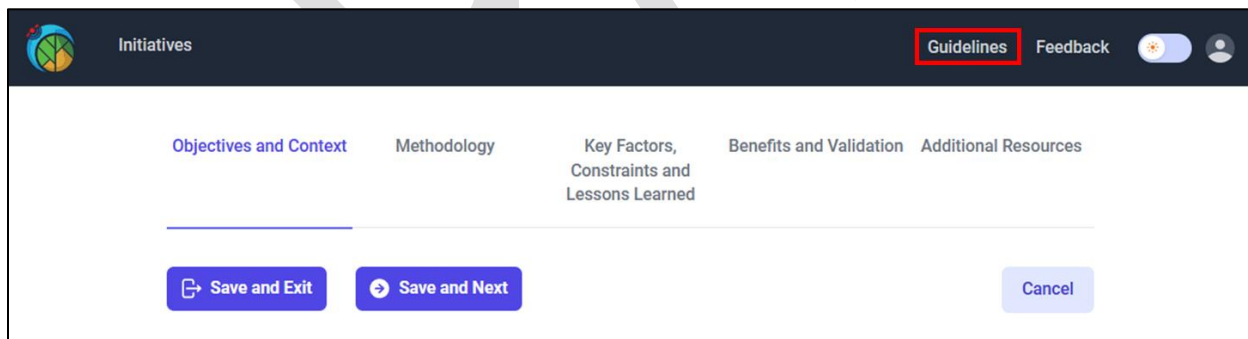 Initiatives
Guidelines
Feedback
Objectives and Context
Methodology
Key Factors,
Constraints and
Lessons Learned
Benefits and Validation
Additional Resources
Save and Exit
Save and Next
Cancel